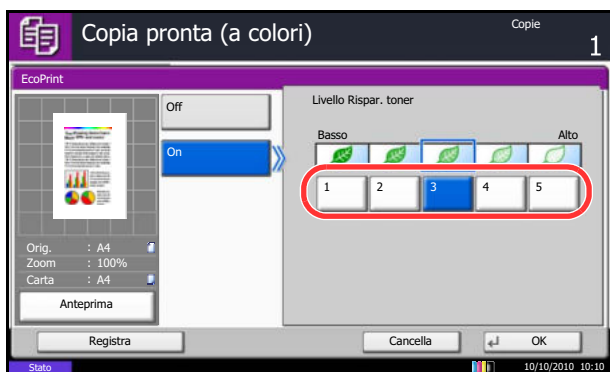 Copia pronta (a colori)
Copie
1
EcoPrint
Off
On
Livello Rispar. toner
Basso
Alto
1 2 3 4 5
Orig. : A4
Zoom : 100%
Carta : A4
Anteprima
Registra
Cancella
OK
Stato
10/10/2010 10:10